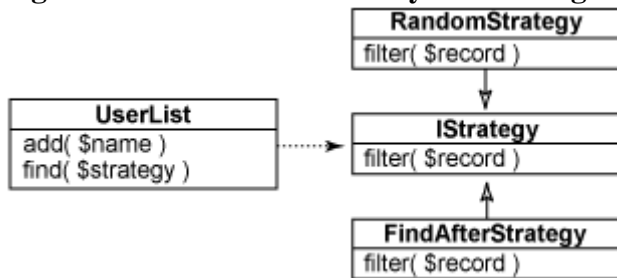 RandomStrategy
filter( $record )
UserList
add( $name )
find( $strategy )
IStrategy
filter( $record )
FindAfterStrategy
filter( $record )